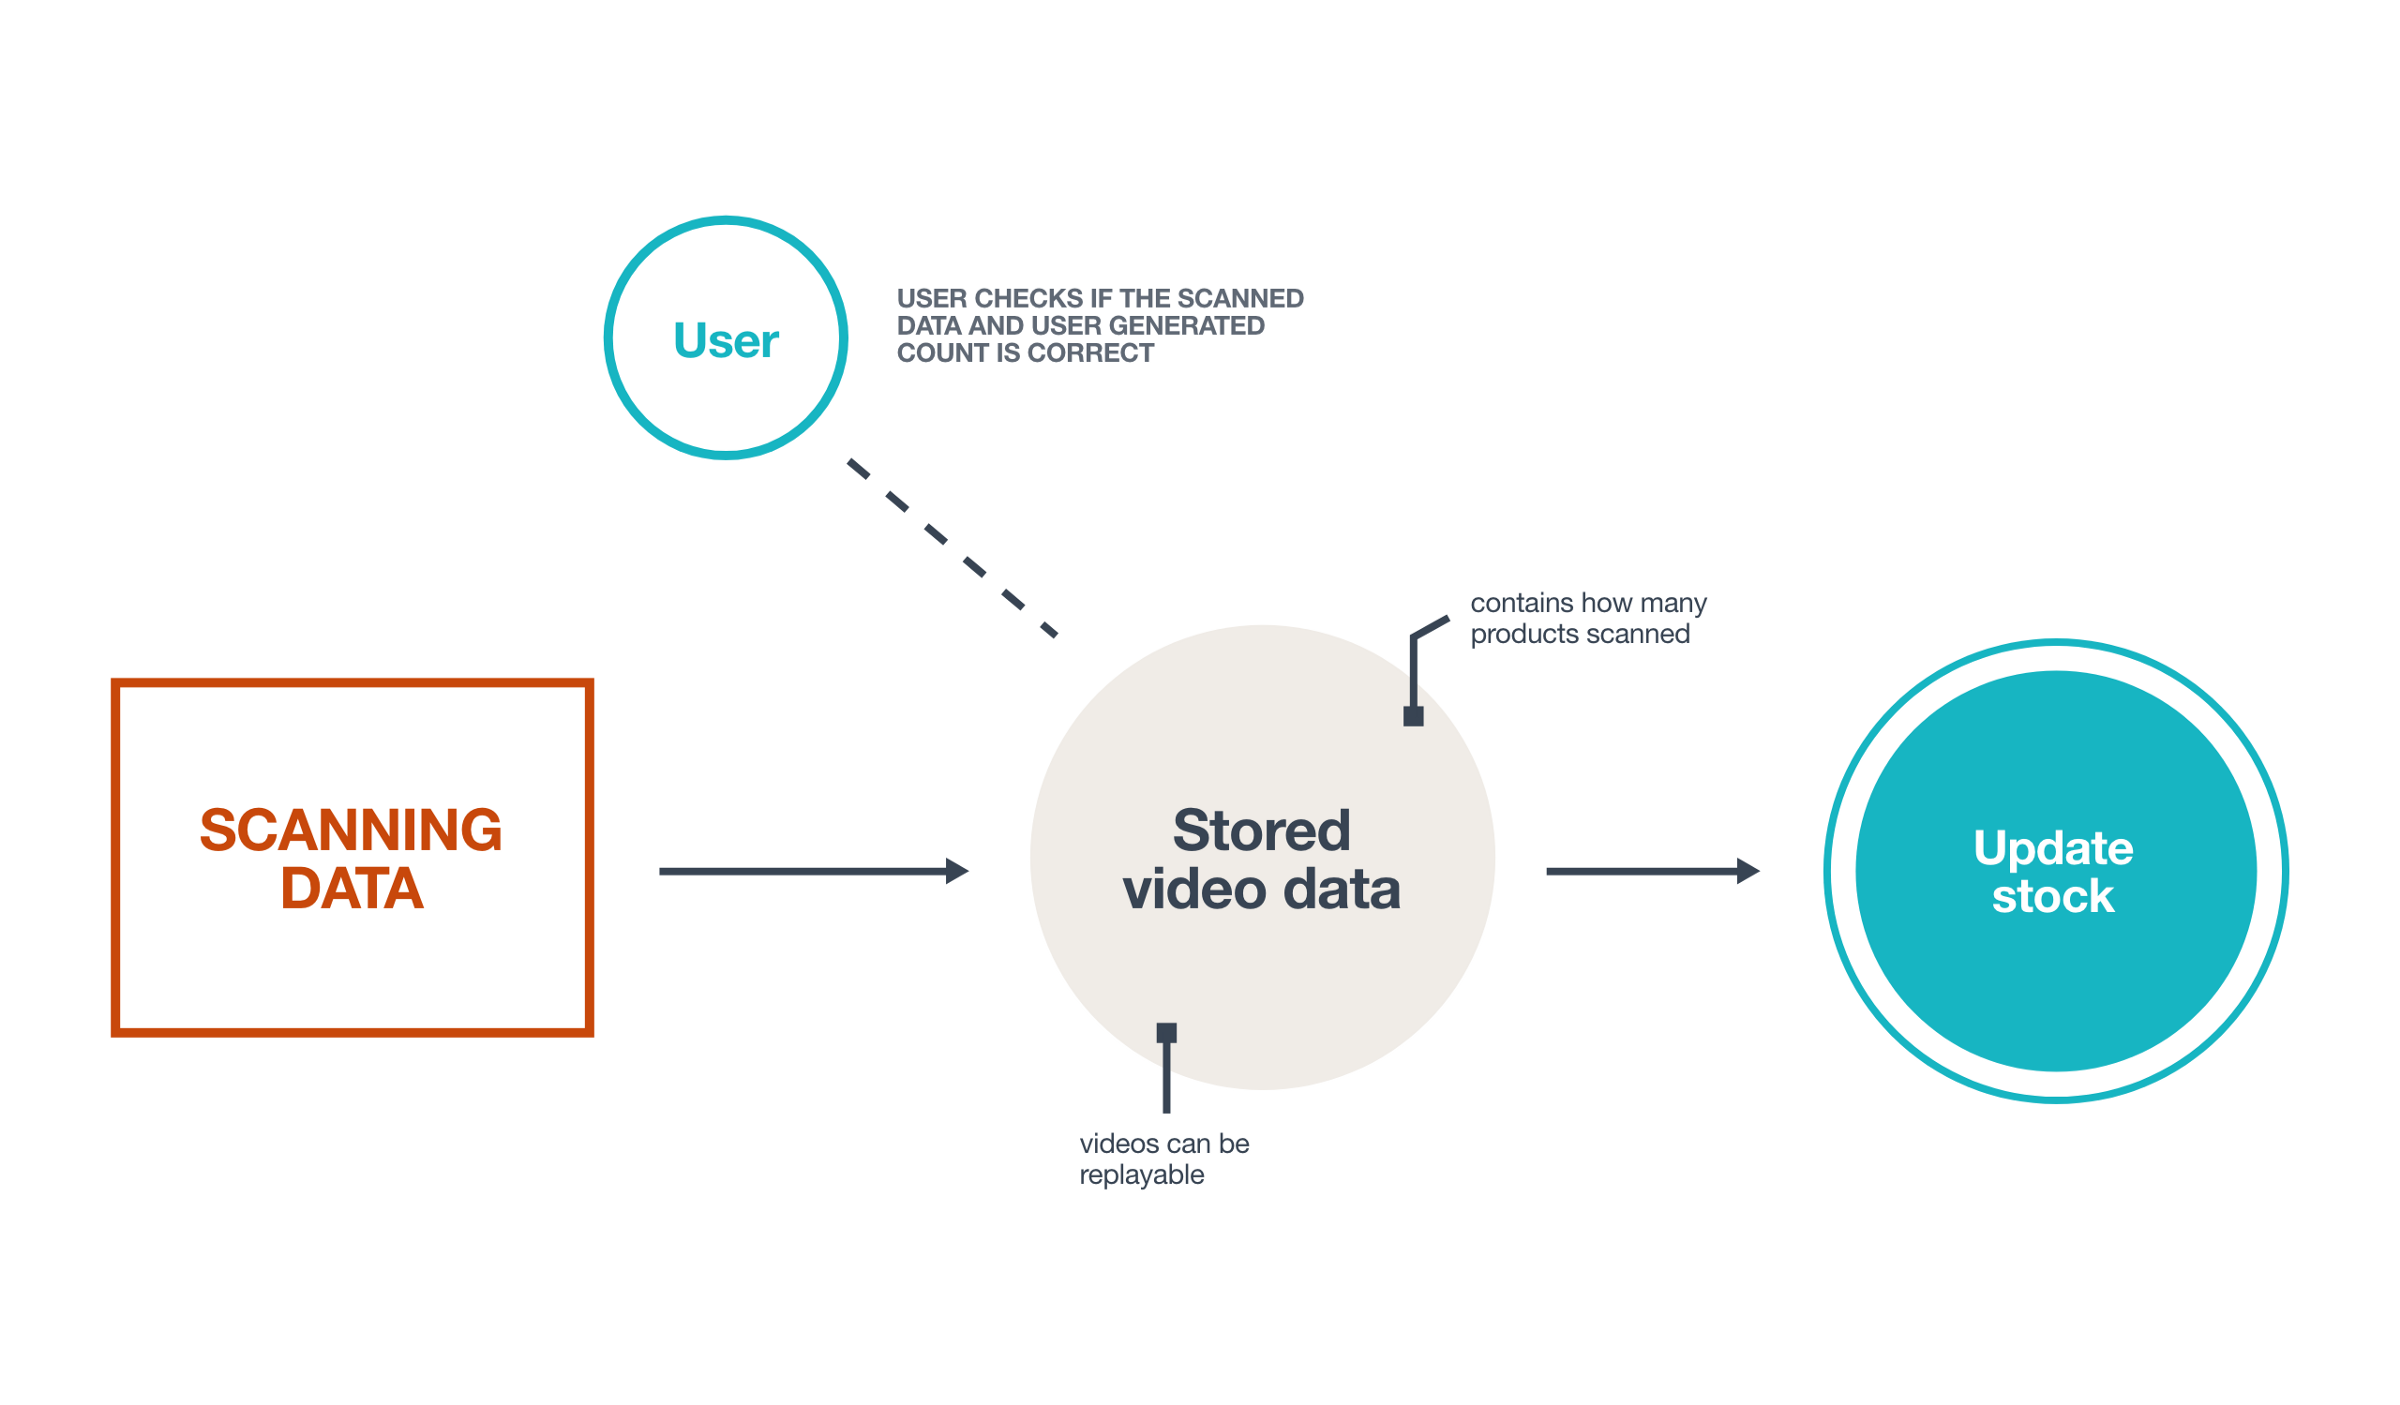 User
USER CHECKS IF THE SCANNED
DATA AND USER GENERATED
COUNT IS CORRECT
contains how many
products scanned
SCANNING
DATA
Stored
video data
Update
stock
videos can be
replayable